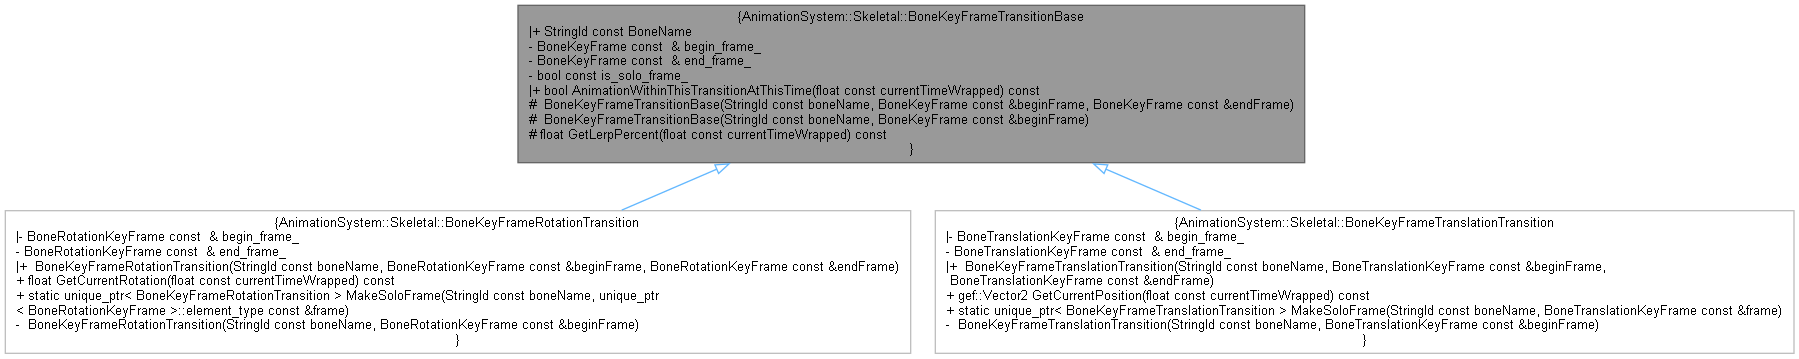 {AnimationSystem::Skeletal::BoneKeyFrameTransitionBase
|+ StringId const BoneName
- BoneKeyFrame const  & begin_frame_
- BoneKeyFrame const  & end_frame_
- bool const is_solo_frame_
|+ bool AnimationWithinThisTransitionAtThisTime(float const currentTimeWrapped) const
#  BoneKeyFrameTransitionBase(StringId const boneName, BoneKeyFrame const &beginFrame, BoneKeyFrame const &endFrame)
#  BoneKeyFrameTransitionBase(StringId const boneName, BoneKeyFrame const &beginFrame)
# float GetLerpPercent(float const currentTimeWrapped) const
}
{AnimationSystem::Skeletal::BoneKeyFrameRotationTransition
|- BoneRotationKeyFrame const  & begin_frame_
- BoneRotationKeyFrame const  & end_frame_
|+  BoneKeyFrameRotationTransition(StringId const boneName, BoneRotationKeyFrame const &beginFrame, BoneRotationKeyFrame const &endFrame)
+ float GetCurrentRotation(float const currentTimeWrapped) const
+ static unique_ptr< BoneKeyFrameRotationTransition > MakeSoloFrame(StringId const boneName, unique_ptr
< BoneRotationKeyFrame >::element_type const &frame)
-  BoneKeyFrameRotationTransition(StringId const boneName, BoneRotationKeyFrame const &beginFrame)
}
{AnimationSystem::Skeletal::BoneKeyFrameTranslationTransition
|- BoneTranslationKeyFrame const  & begin_frame_
- BoneTranslationKeyFrame const  & end_frame_
|+  BoneKeyFrameTranslationTransition(StringId const boneName, BoneTranslationKeyFrame const &beginFrame,
BoneTranslationKeyFrame const &endFrame)
+ gef::Vector2 GetCurrentPosition(float const currentTimeWrapped) const
+ static unique_ptr< BoneKeyFrameTranslationTransition > MakeSoloFrame(StringId const boneName, BoneTranslationKeyFrame const &frame)
-  BoneKeyFrameTranslationTransition(StringId const boneName, BoneTranslationKeyFrame const &beginFrame)
}